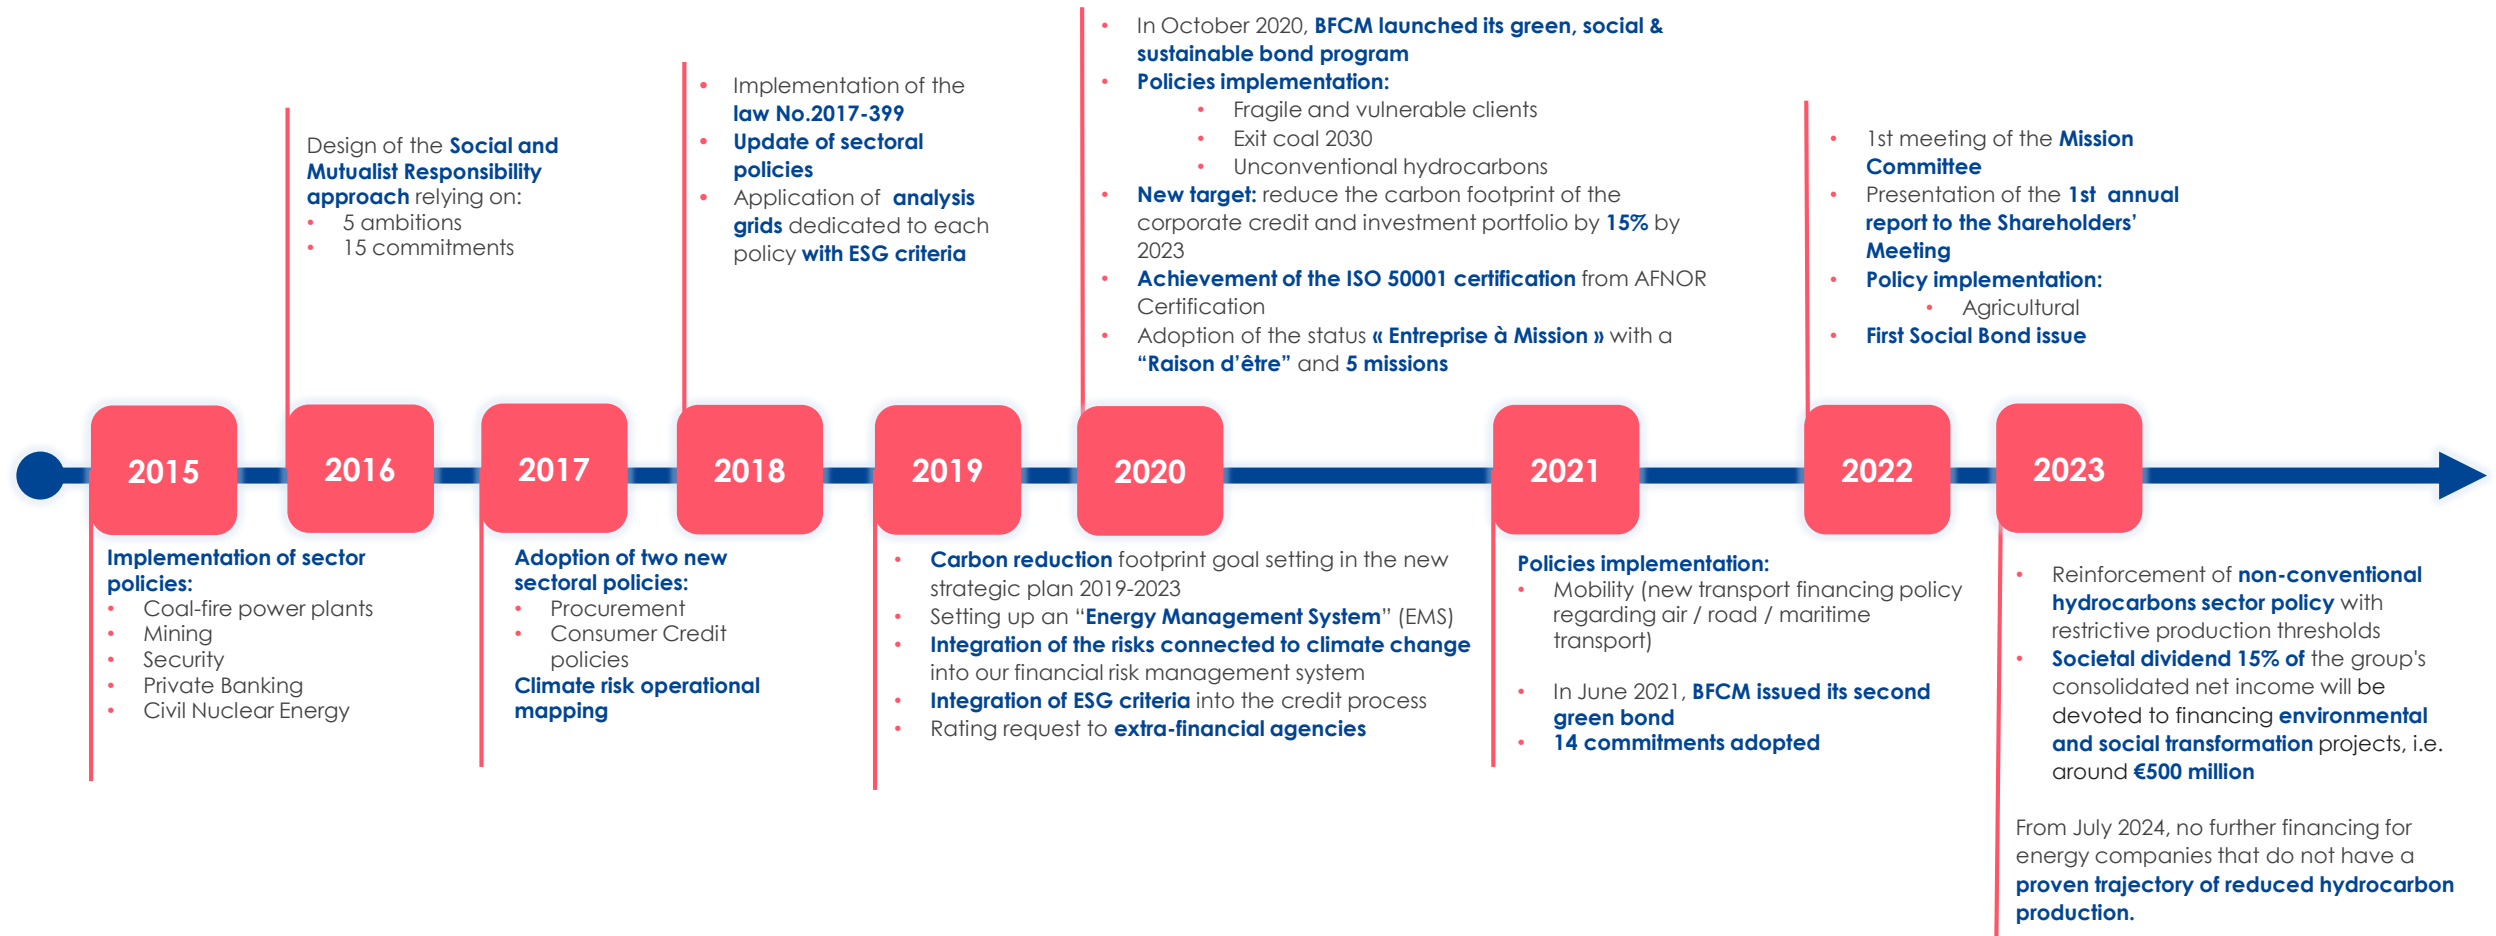 2015
Implementation of sector
policies:
• Coal-fire power plants
• Mining
• Security
• Private Banking
• Civil Nuclear Energy
Design of the Social and
Mutualist Responsibility
approach relying on:
• 5 ambitions
• 15 commitments
2016
2017
Adoption of two new
sectoral policies:
• Procurement
• Consumer Credit
policies
Climate risk operational
mapping
• Implementation of the
law No.2017-399
• Update of sectoral
policies
• Application of analysis
grids dedicated to each
policy with ESG criteria
2018
2019
• Carbon reduction footprint goal setting in the new
strategic plan 2019-2023
• Setting up an “Energy Management System” (EMS)
• Integration of the risks connected to climate change
into our financial risk management system
• Integration of ESG criteria into the credit process
• Rating request to extra-financial agencies
• In October 2020, BFCM launched its green, social &
sustainable bond program
• Policies implementation:
• Fragile and vulnerable clients
• Exit coal 2030
• Unconventional hydrocarbons
• New target: reduce the carbon footprint of the
corporate credit and investment portfolio by 15% by
2023
• Achievement of the ISO 50001 certification from AFNOR
Certification
• Adoption of the status « Entreprise à Mission » with a
“Raison d’être” and 5 missions
2020
2021
Policies implementation:
• Mobility (new transport financing policy
regarding air / road / maritime
transport)
• In June 2021, BFCM issued its second
green bond
• 14 commitments adopted
• 1st meeting of the Mission
Committee
• Presentation of the 1st annual
report to the Shareholders’
Meeting
• Policy implementation:
• Agricultural
• First Social Bond issue
2022
2023
• Reinforcement of non-conventional
hydrocarbons sector policy with
restrictive production thresholds
• Societal dividend 15% of the group's
consolidated net income will be
devoted to financing environmental
and social transformation projects, i.e.
around €500 million
From July 2024, no further financing for
energy companies that do not have a
proven trajectory of reduced hydrocarbon
production.